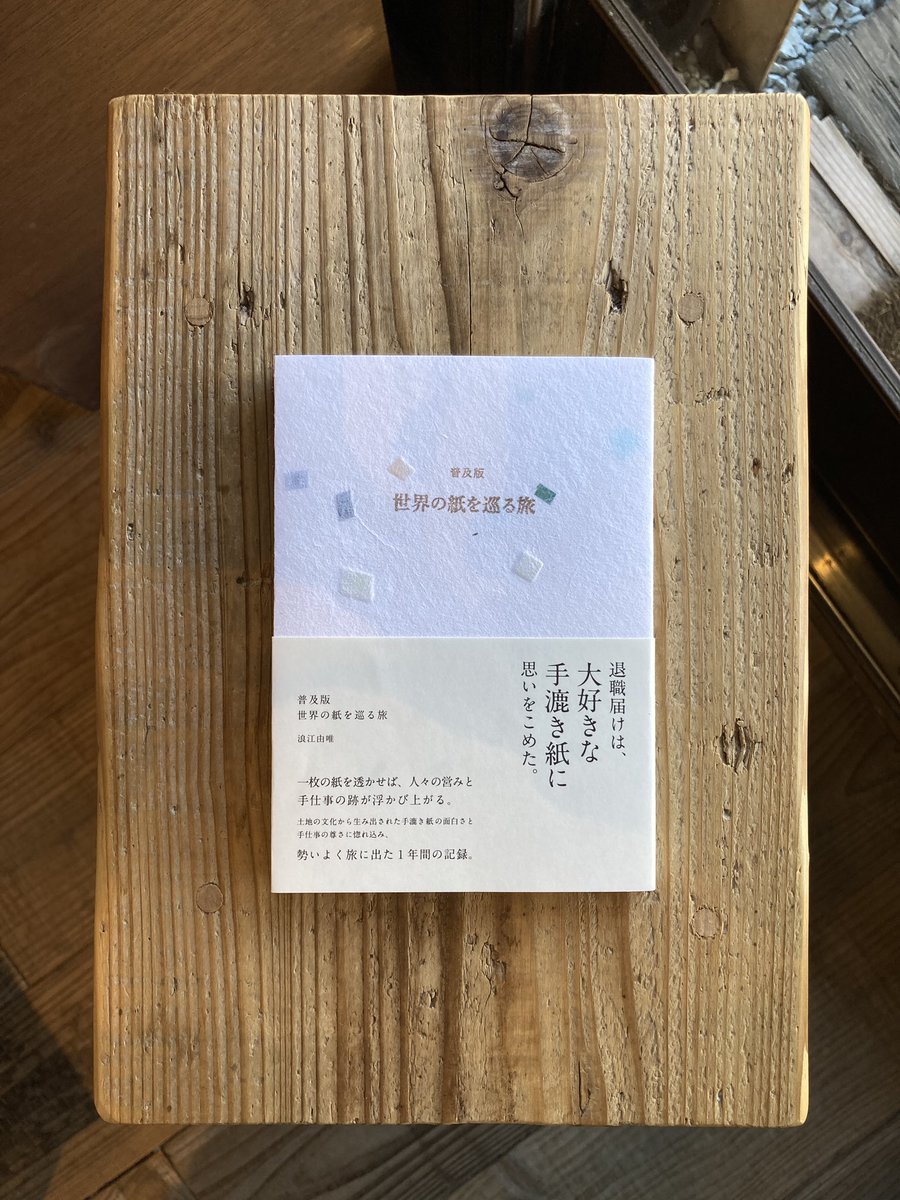 普及版
世界の紙を巡る旅
退職届けは、
大好きな
手漉き紙に
思いをこめた。
普及版
世界の紙を巡る旅
浪江由唯
一枚の紙を透かせば、人々の営みと
手仕事の跡が浮かび上がる。
土地の文化から生み出された手漉き紙の面白さと
手仕事の尊さに惚れ込み、
勢いよく旅に出た1年間の記録。